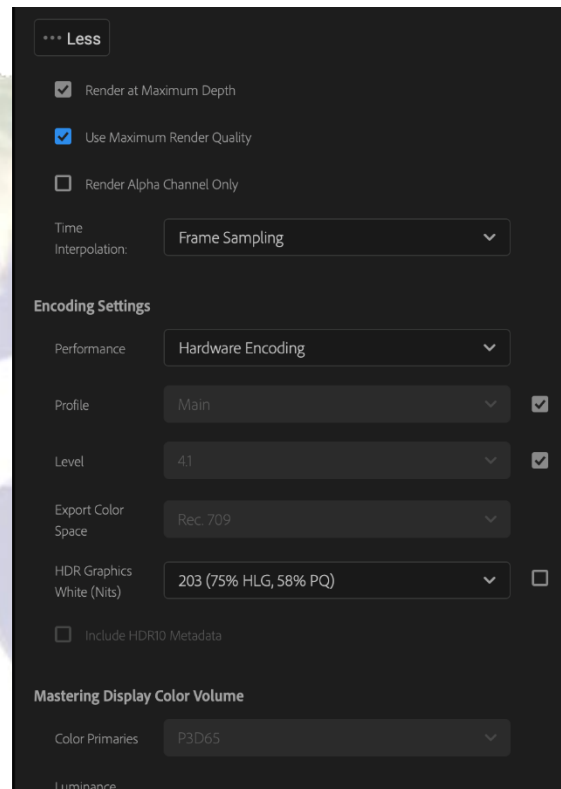 ••• Less
Render at Maximum Depth
Use Maximum Render Quality
Render Alpha Channel Only
Time
Interpolation:
Frame Sampling
Encoding Settings
Performance
Hardware Encoding
Profile
Main
Level
4.1
Export Color
Space
Rec. 709
HDR Graphics
White (Nits)
203 (75% HLG, 58% PQ)
Include HDR10 Metadata
Mastering Display Color Volume
Color Primaries
P3D65
Luminance